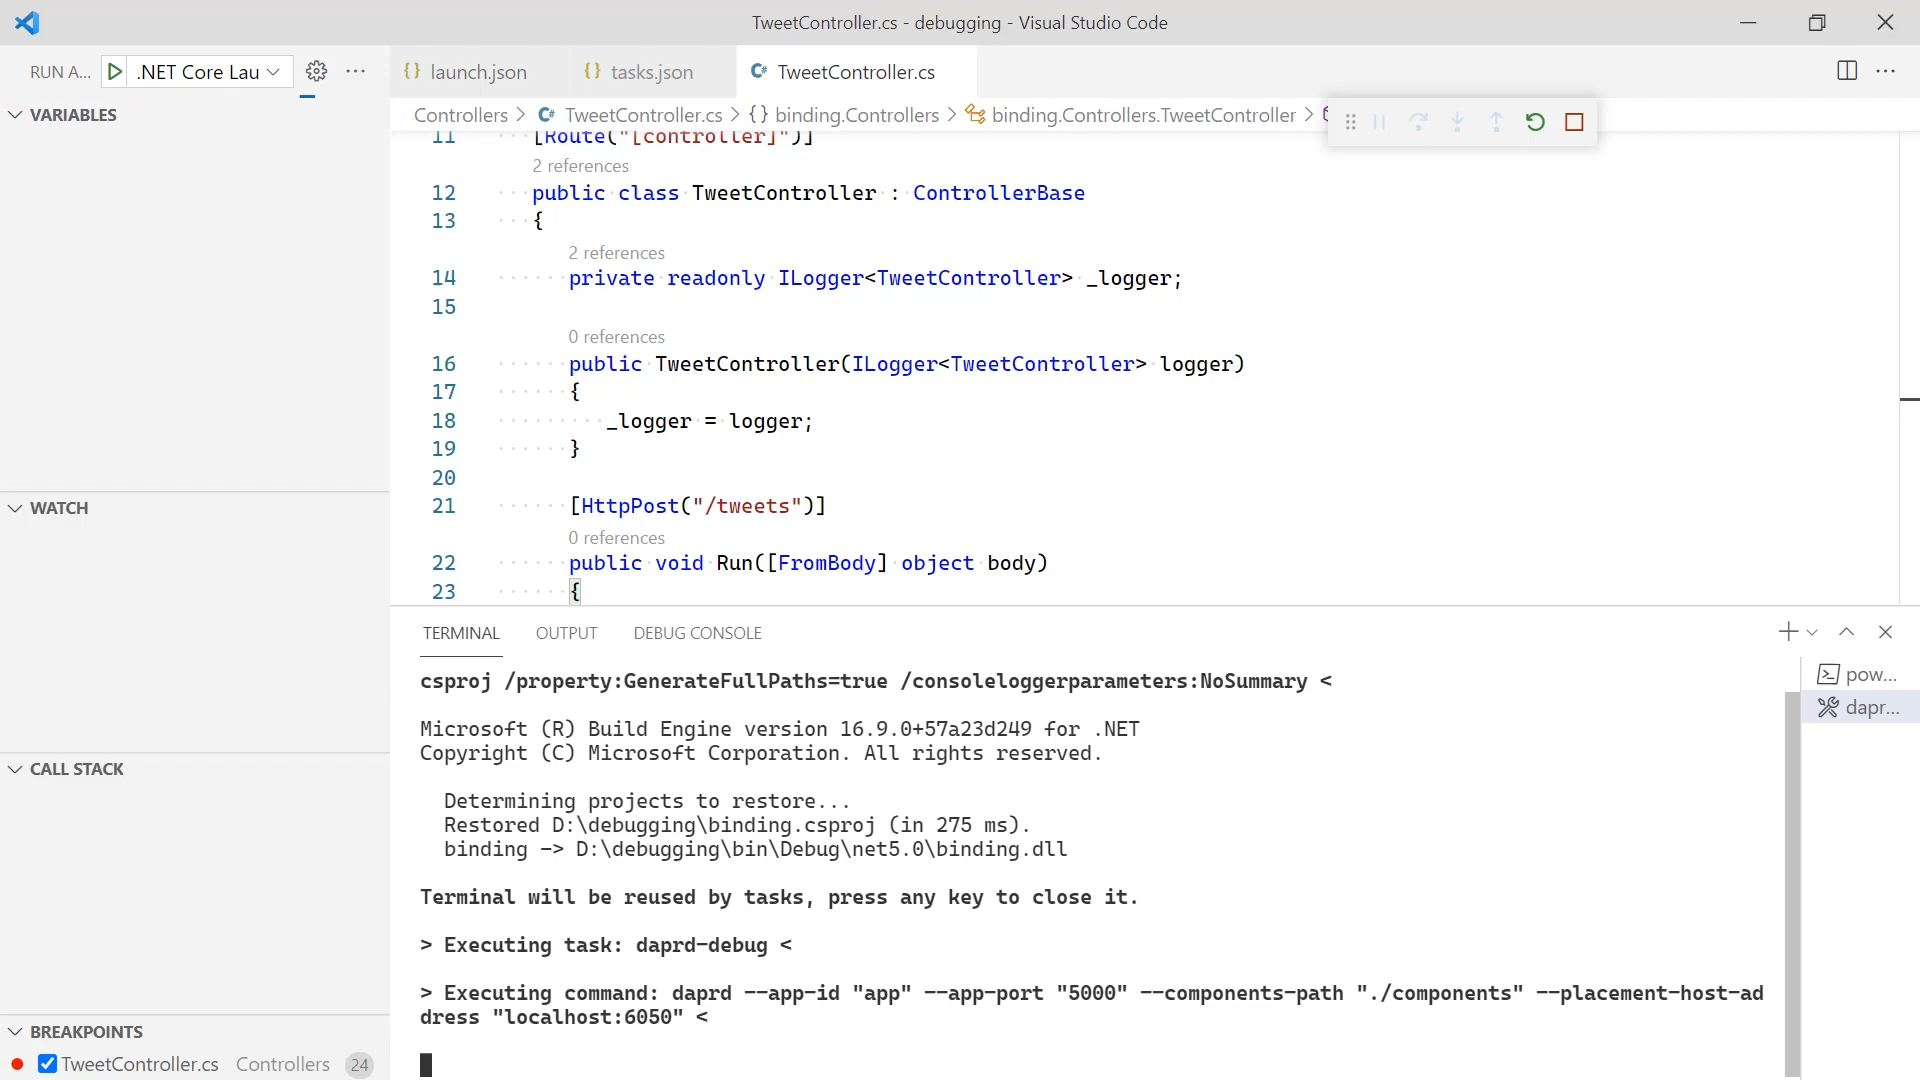 TweetController.cs - debugging - Visual Studio Code
RUN A...
.NET Core Lau
launch.json
tasks.json
TweetController.cs
Controllers > TweetController.cs > {} binding.Controllers > binding.Controllers.TweetController >
VARIABLES
WATCH
CALL STACK
BREAKPOINTS
TweetController.cs Controllers 24
11 [Route("[controller]")]
2 references
12 public class TweetController : ControllerBase
13 {
2 references
14 private readonly ILogger<TweetController> _logger;
15
0 references
16 public TweetController(ILogger<TweetController> logger)
17 {
18 _logger = logger;
19 }
20
21 [HttpPost("/tweets")]
0 references
22 public void Run([FromBody] object body)
23 {
TERMINAL OUTPUT DEBUG CONSOLE
pow...
dapr...
csproj /property:GenerateFullPaths=true /consoleloggerparameters:NoSummary <
Microsoft (R) Build Engine version 16.9.0+57a23d249 for .NET
Copyright (C) Microsoft Corporation. All rights reserved.
Determining projects to restore...
Restored D:\debugging\binding.csproj (in 275 ms).
binding -> D:\debugging\bin\Debug\net5.0\binding.dll
Terminal will be reused by tasks, press any key to close it.
> Executing task: daprd-debug <
> Executing command: daprd --app-id "app" --app-port "5000" --components-path "./components" --placement-host-ad
dress "localhost:6050" <